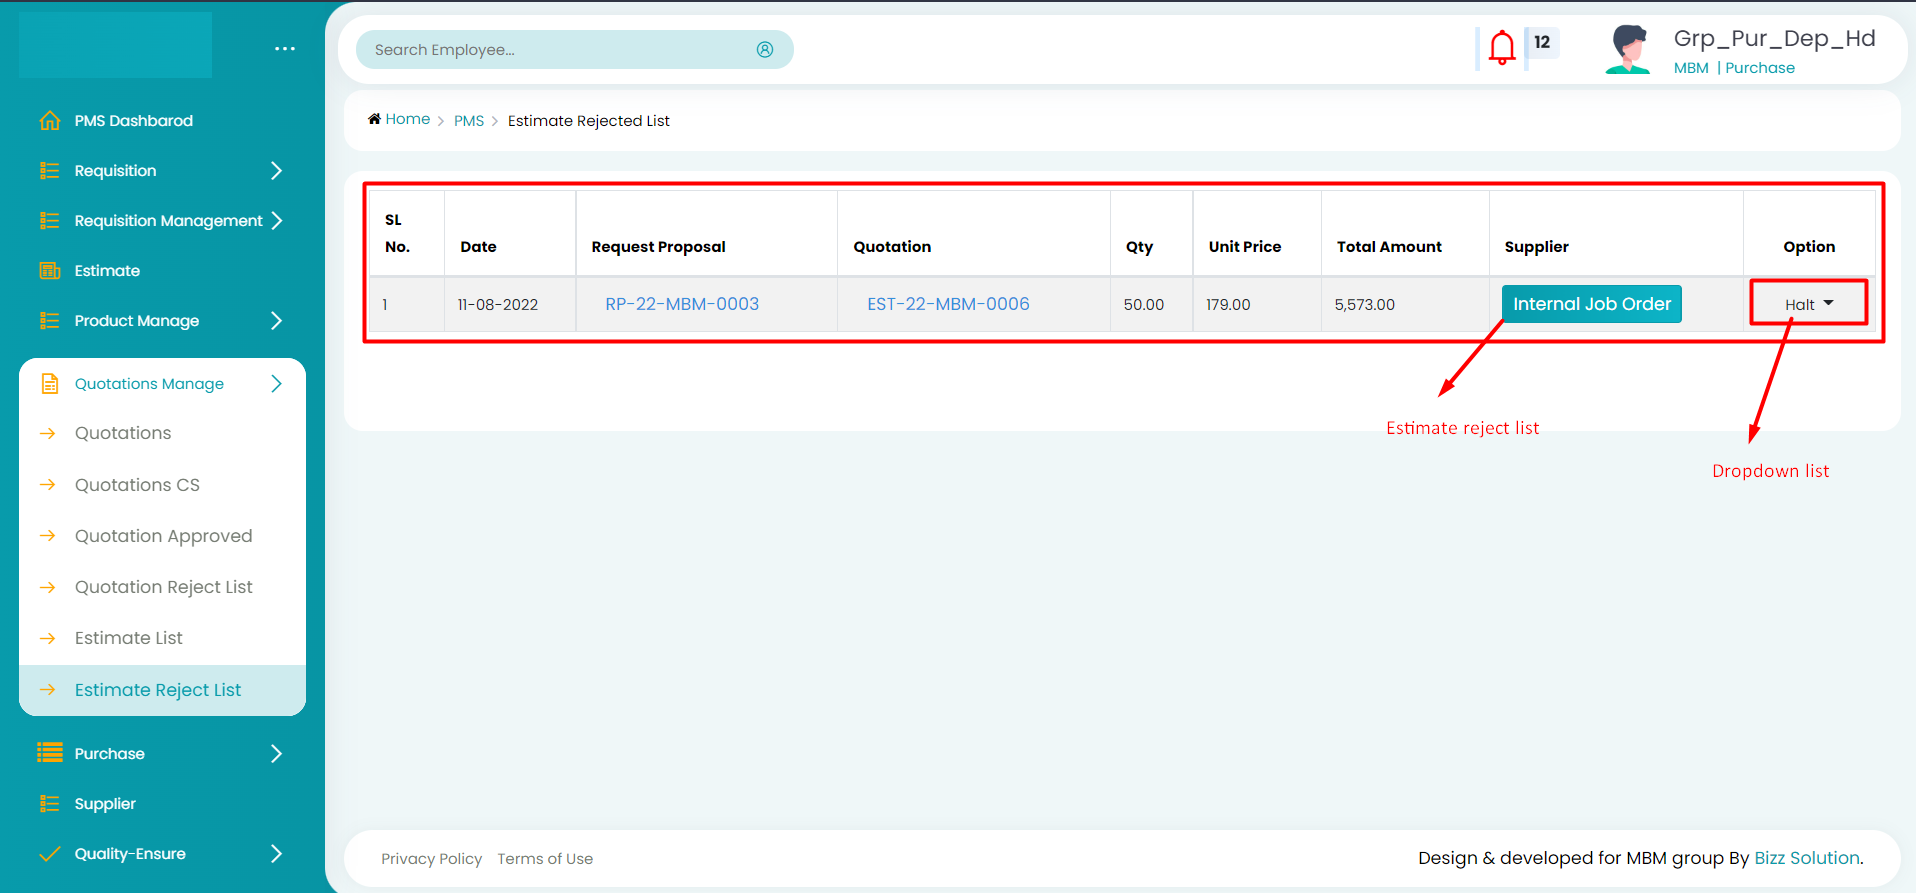 ...
Search Employee...
12
Grp_Pur_Dep_Hd
MBM | Purchase
PMS Dashbarod
Requisition
Requisition Management
Estimate
Product Manage
Quotations Manage
Quotations
Quotations CS
Quotation Approved
Quotation Reject List
Estimate List
Estimate Reject List
Purchase
Supplier
Quality-Ensure
Home > PMS > Estimate Rejected List
SL No. Date Request Proposal Quotation Qty Unit Price Total Amount Supplier Option
1 11-08-2022 RP-22-MBM-0003 EST-22-MBM-0006 50.00 179.00 5,573.00 Internal Job Order Halt
Estimate reject list
Dropdown list
Privacy Policy Terms of Use
Design & developed for MBM group By Bizz Solution.